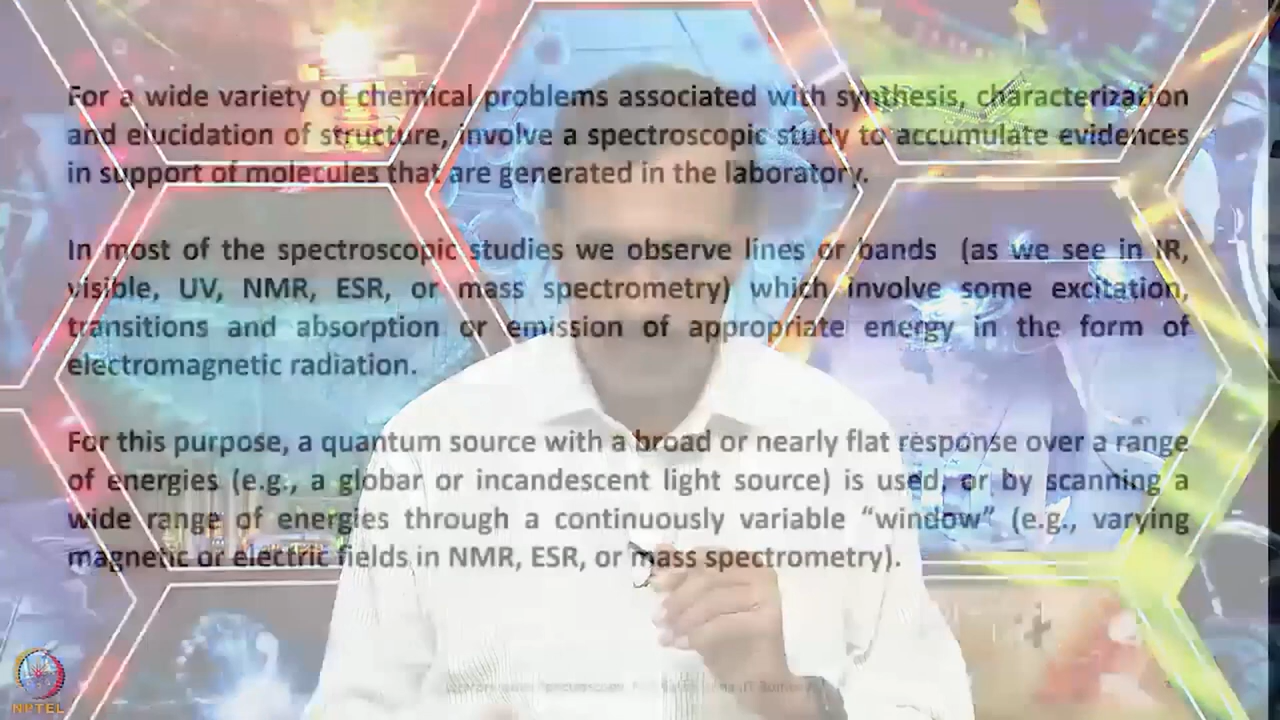 For a wide variety of chemical problems associated with synthesis, characterization
and elucidation of structure, involve a spectroscopic study to accumulate evidences
in support of molecules that are generated in the laboratory.
In most of the spectroscopic studies we observe lines or bands (as we see in IR,
visible, UV, NMR, ESR, or mass spectrometry) which involve some excitation,
transitions and absorption or emission of appropriate energy in the form of
electromagnetic radiation.
For this purpose, a quantum source with a broad or nearly flat response over a range
of energies (e.g., a globar or incandescent light source) is used, or by scanning a
wide range of energies through a continuously variable “window” (e.g., varying
magnetic or electric fields in NMR, ESR, or mass spectrometry).
NPTEL